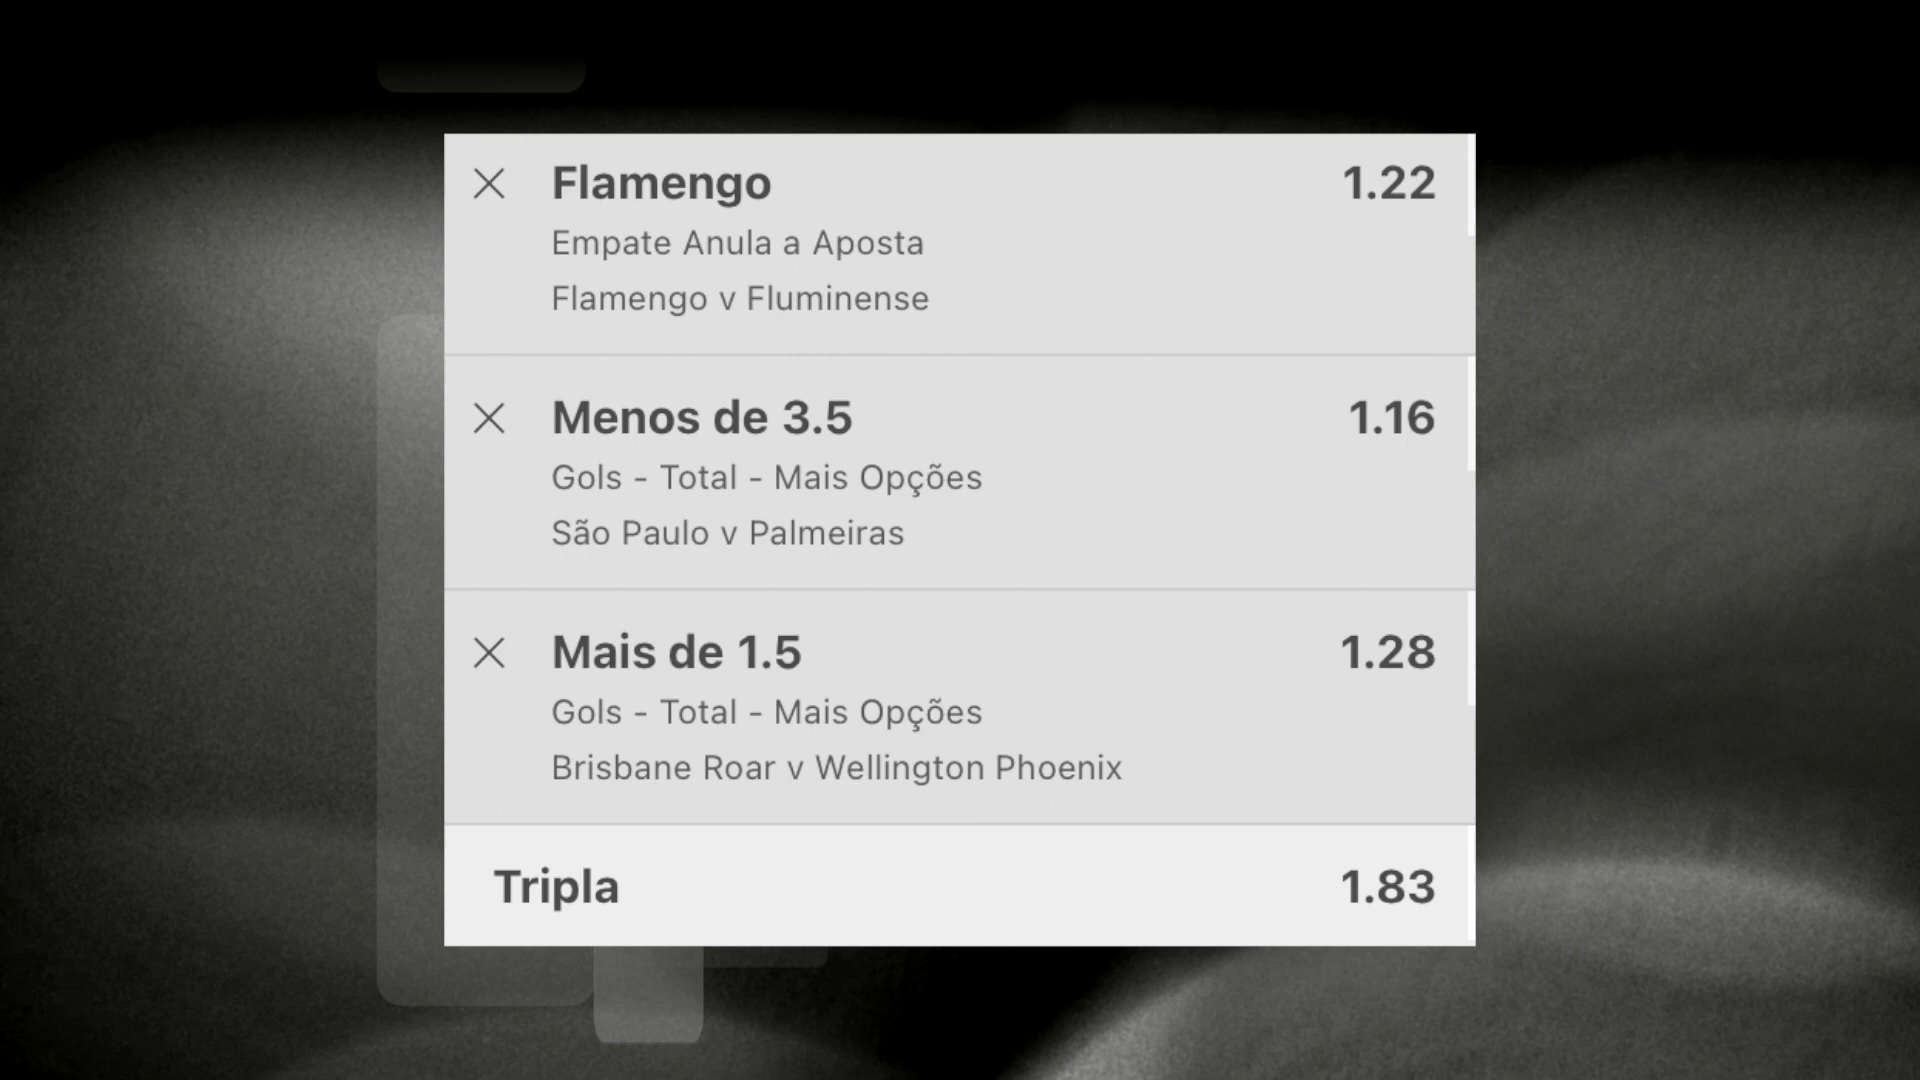 Flamengo 1.22
Empate Anula a Aposta
Flamengo v Fluminense
Menos de 3.5 1.16
Gols - Total - Mais Opções
São Paulo v Palmeiras
Mais de 1.5 1.28
Gols - Total - Mais Opções
Brisbane Roar v Wellington Phoenix
Tripla 1.83